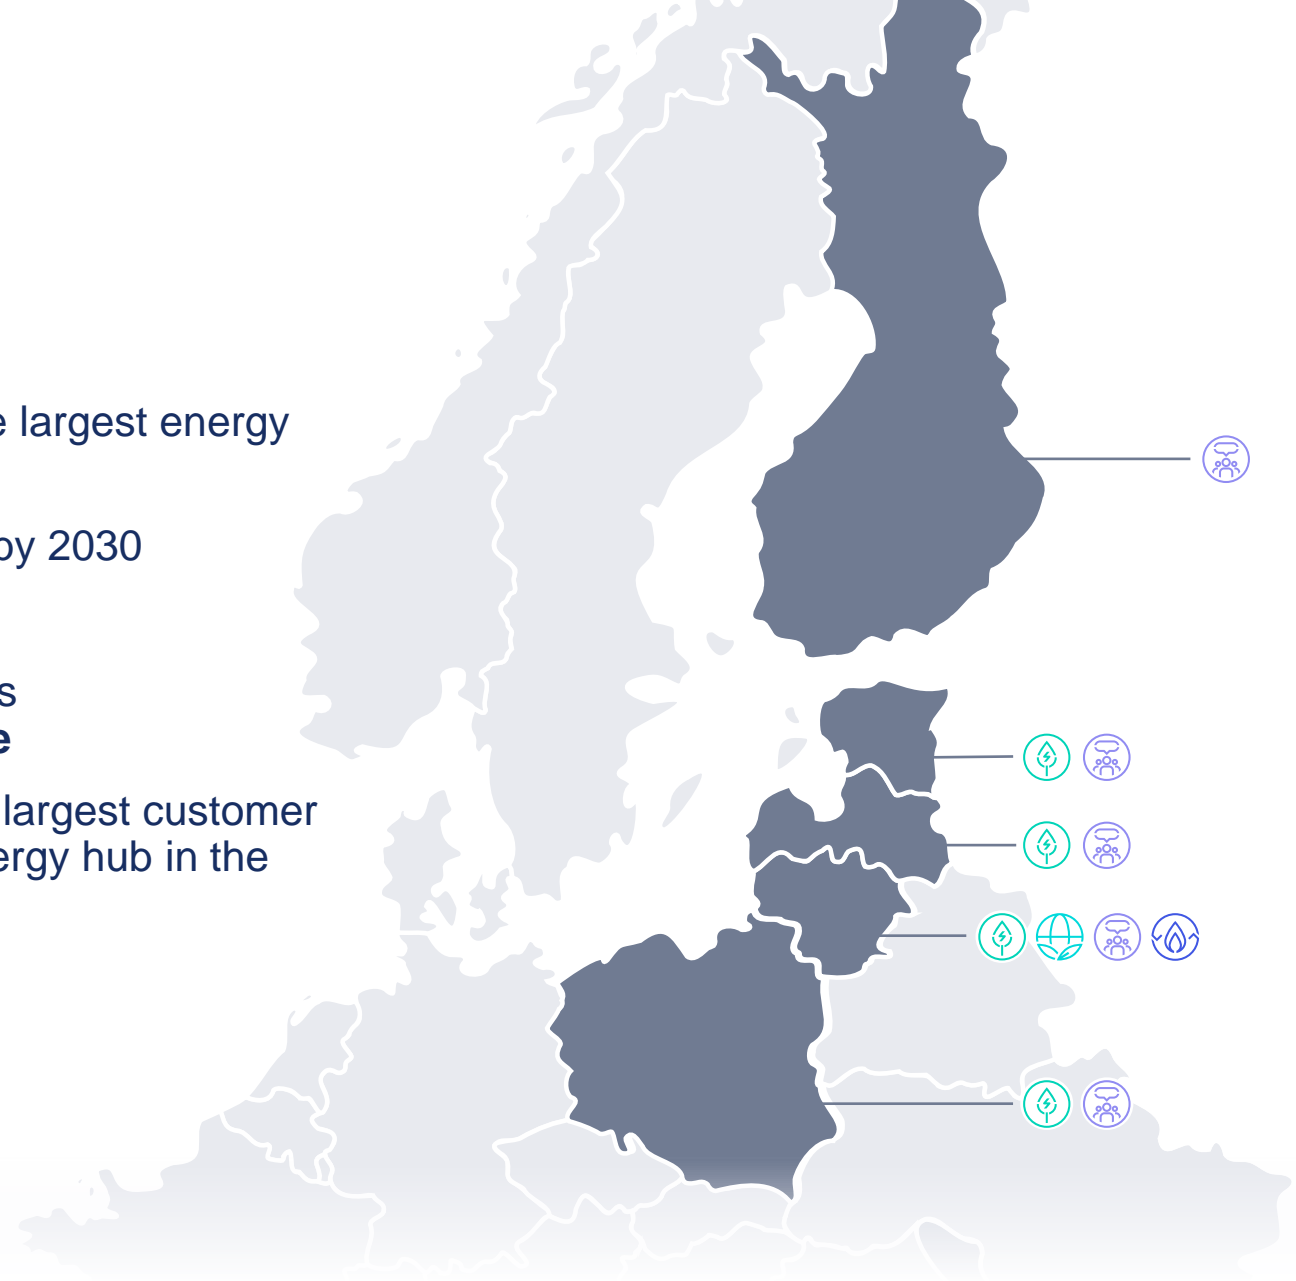 largest energy
by 2030
s
e
largest customer
ergy hub in the